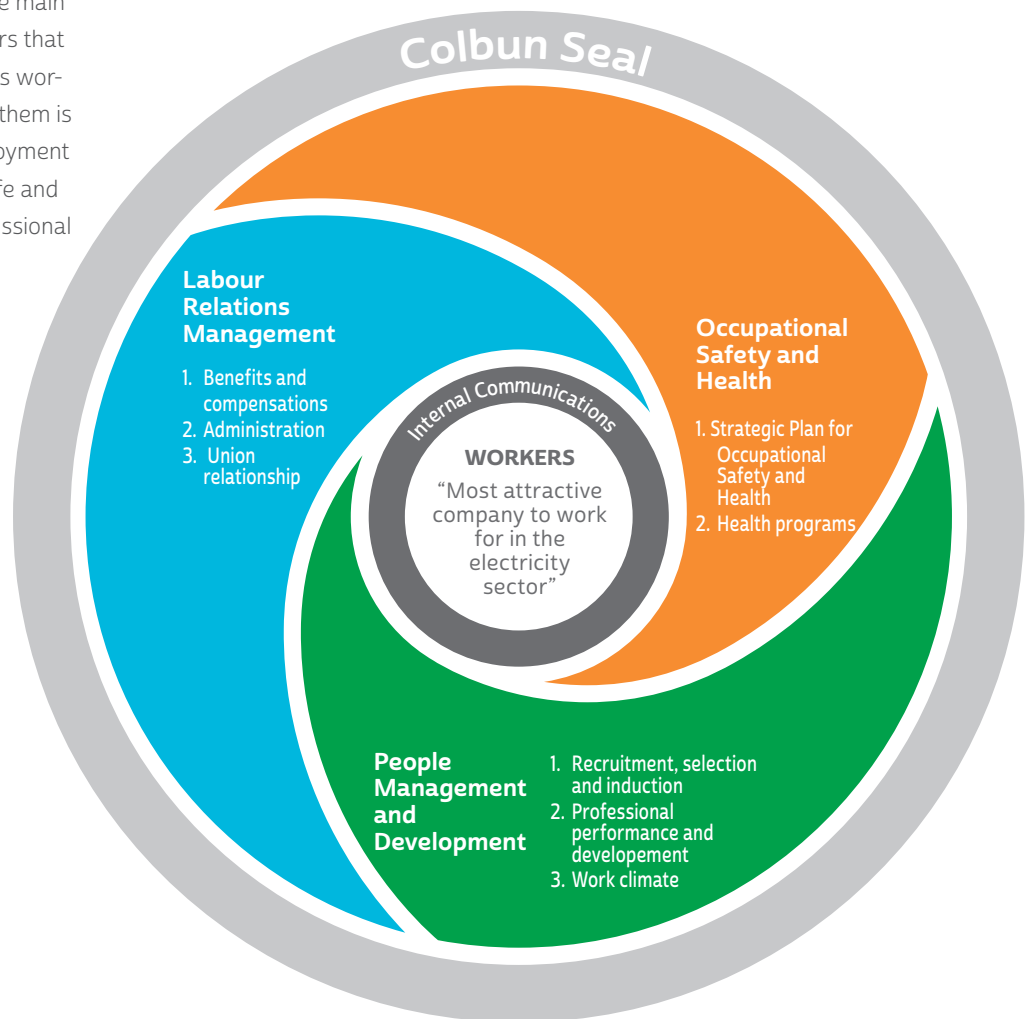 e main
rs that
s wor-
them is
oyment
fe and
essional
Colbun Seal
Labour
Relations
Management
1. Benefits and
compensations
2. Administration
3. Union
relationship
Occupational
Safety and
Health
1. Strategic Plan for
Occupational
Safety and
Health
2. Health programs
Internal Communications
WORKERS
“Most attractive
company to work
for in the
electricity
sector”
People
Management
and
Development
1. Recruitment, selection
and induction
2. Professional
performance and
developement
3. Work climate